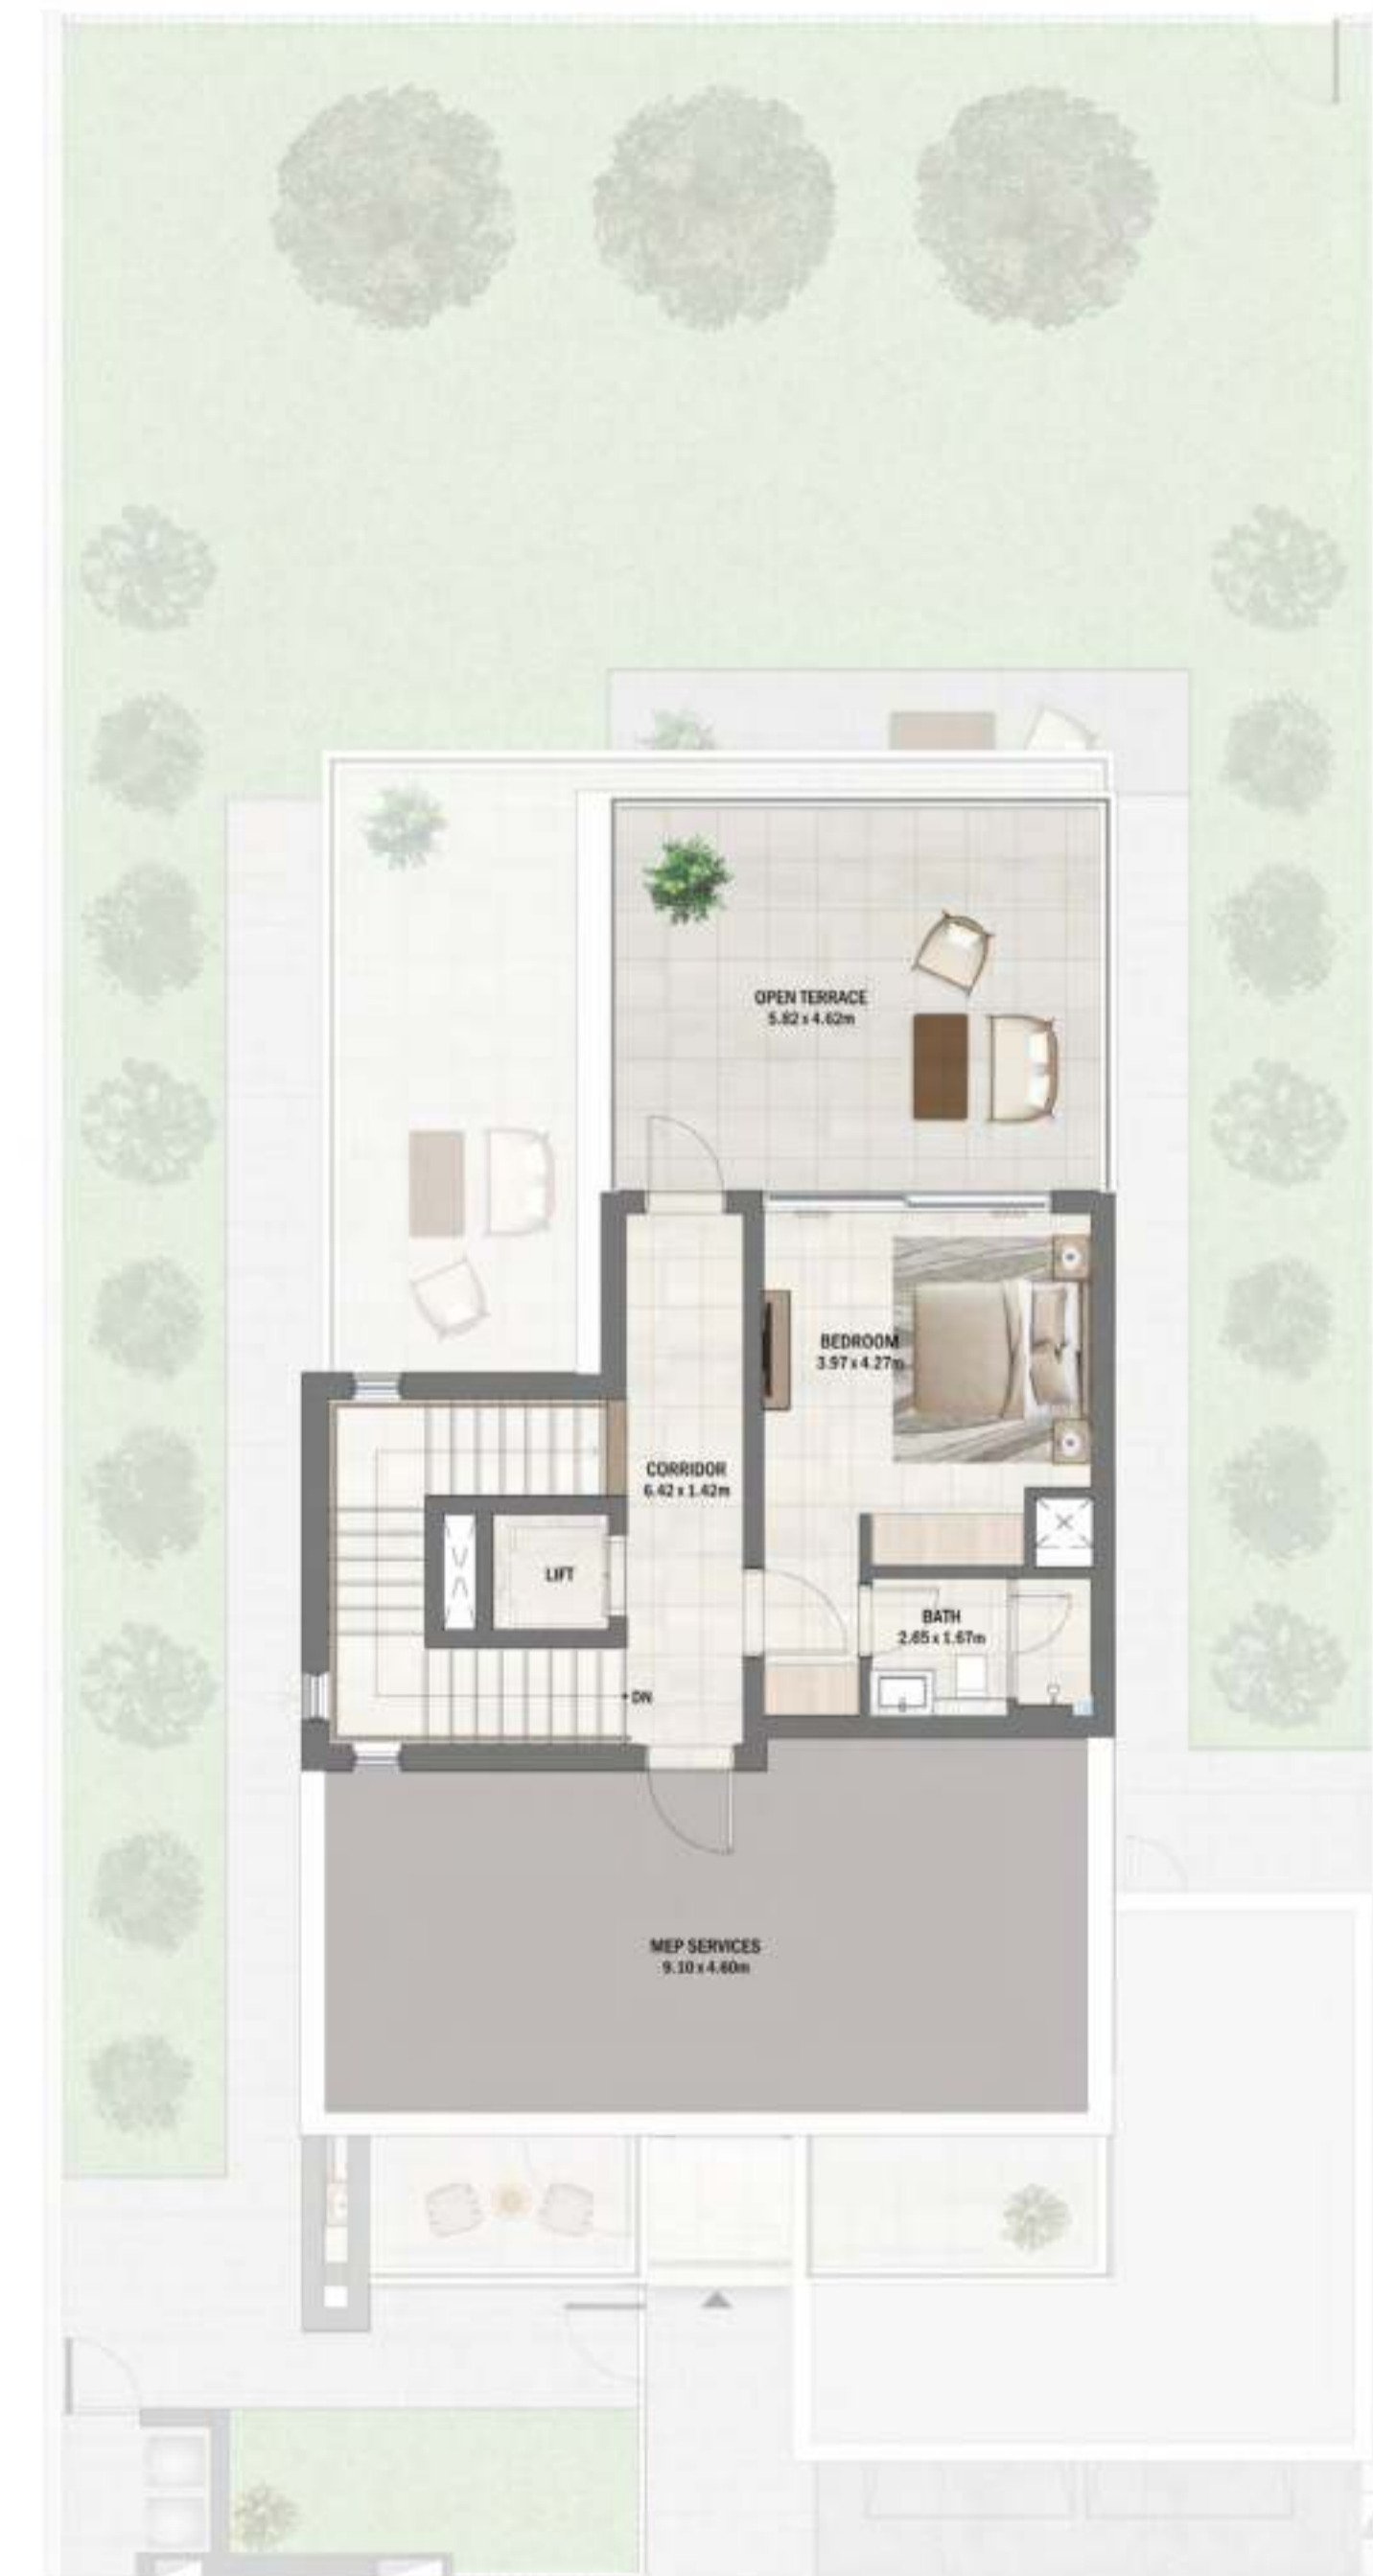 OPEN TERRACE
5.82 x 4.62m
BEDROOM
3.97 x 4.27m
CORRIDOR
6.42 x 1.42m
LIFT
BATH
2.65 x 1.67m
DN
MEP SERVICES
9.10 x 4.60m